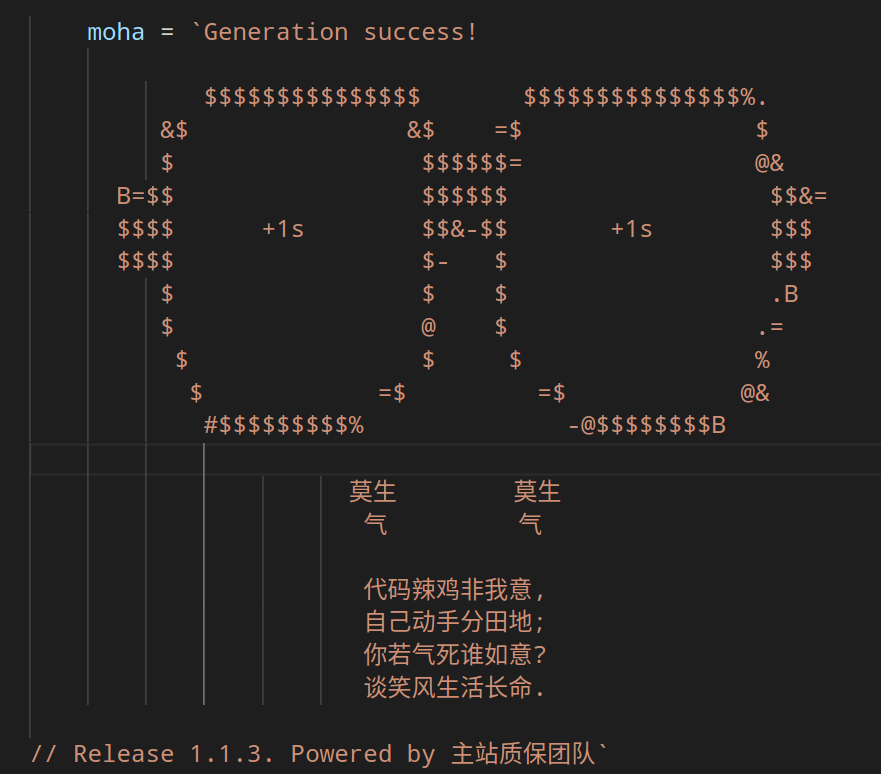 moha = `Generation success!
$$$$$$$$$$$$$$$       $$$$$$$$$$$$$$$%.
&$               &$    =$                $
$                 $$$$$$=                @&
B=$$                 $$$$$$                  $$&=
$$$$      +1s        $$&-$$       +1s        $$$
$$$$                 $-   $                  $$$
$                 $    $                  .B
$                 @    $                 .=
$                $     $                %
$            =$         =$            @&
#$$$$$$$$$%              -@$$$$$$$$B
莫生        莫生
气         气
代码辣鸡非我意,
自己动手分田地;
你若气死谁如意?
谈笑风生活长命.
// Release 1.1.3. Powered by 主站质保团队`